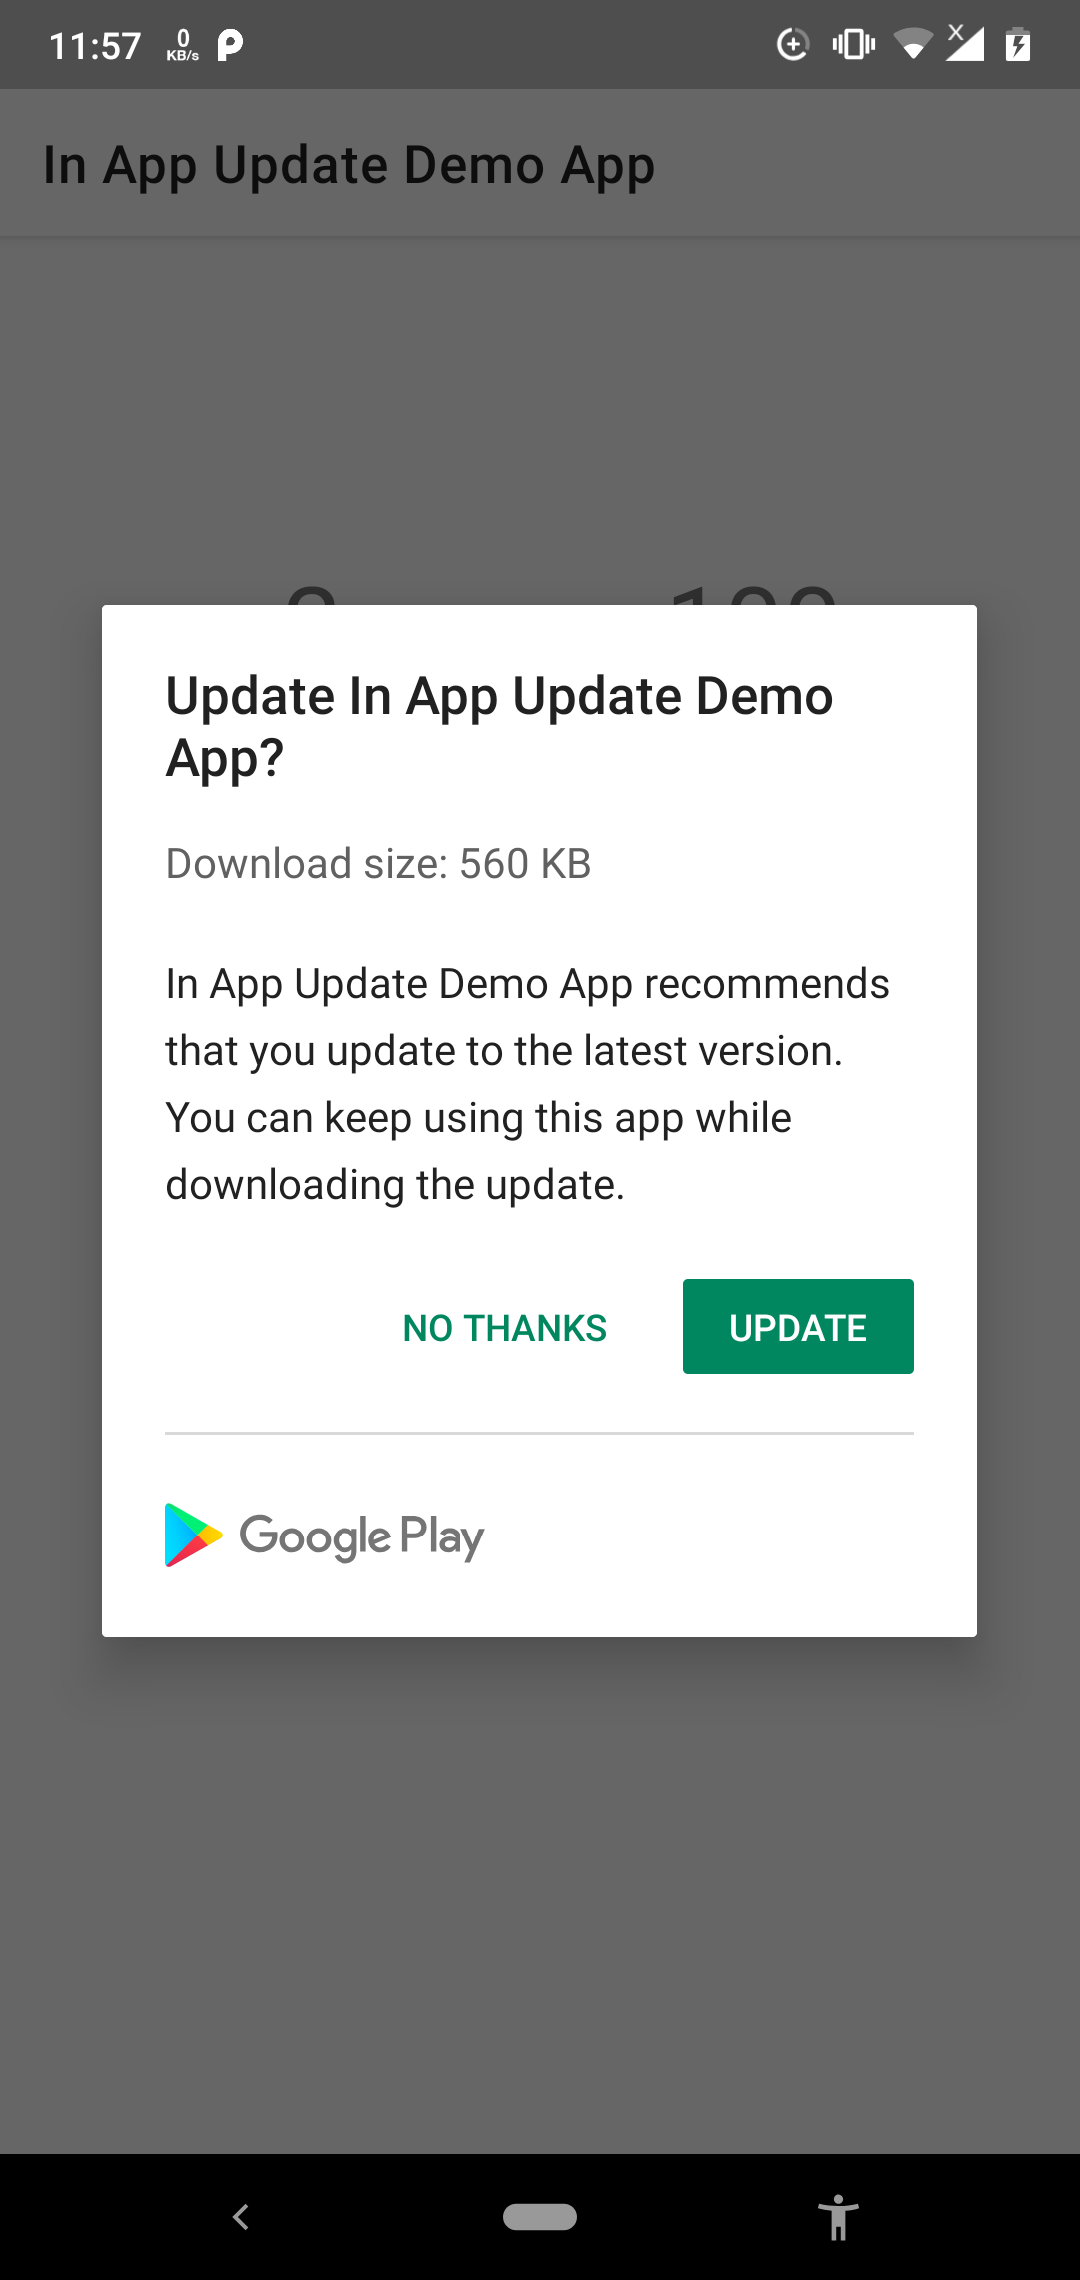 11:57 0 KB/s
In App Update Demo App
Update In App Update Demo
App?
Download size: 560 KB
In App Update Demo App recommends
that you update to the latest version.
You can keep using this app while
downloading the update.
NO THANKS UPDATE
Google Play